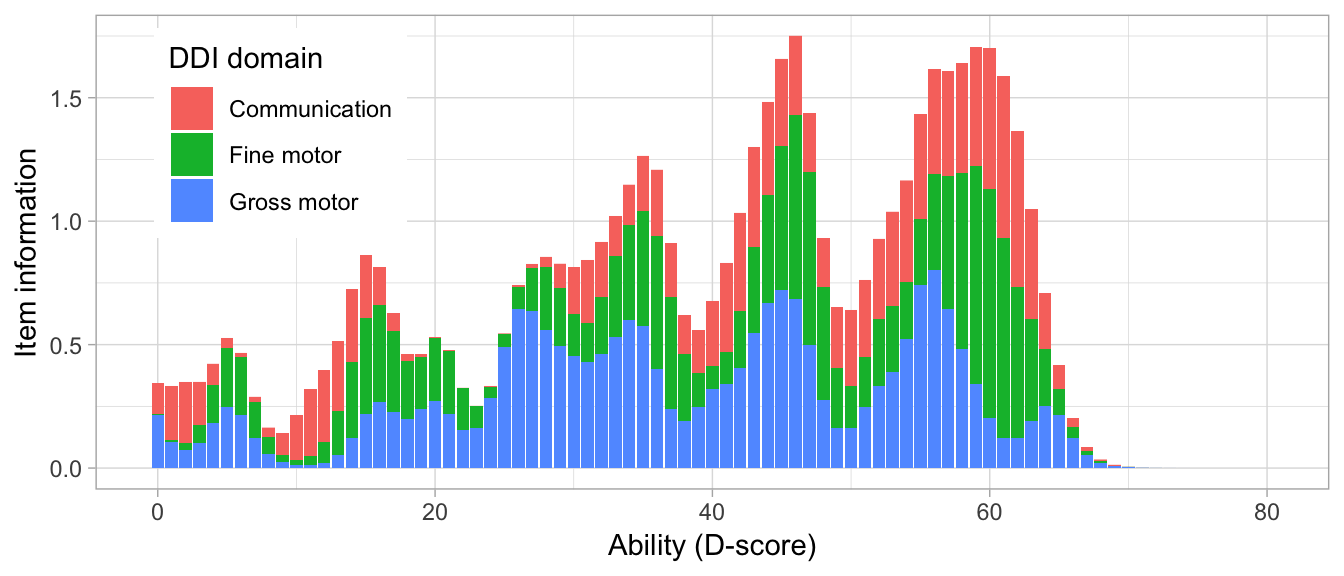 DDI domain
Communication
Fine motor
Gross motor
Item information
1.5
1.0
0.5
0.0
0 20 40 60 80
Ability (D-score)